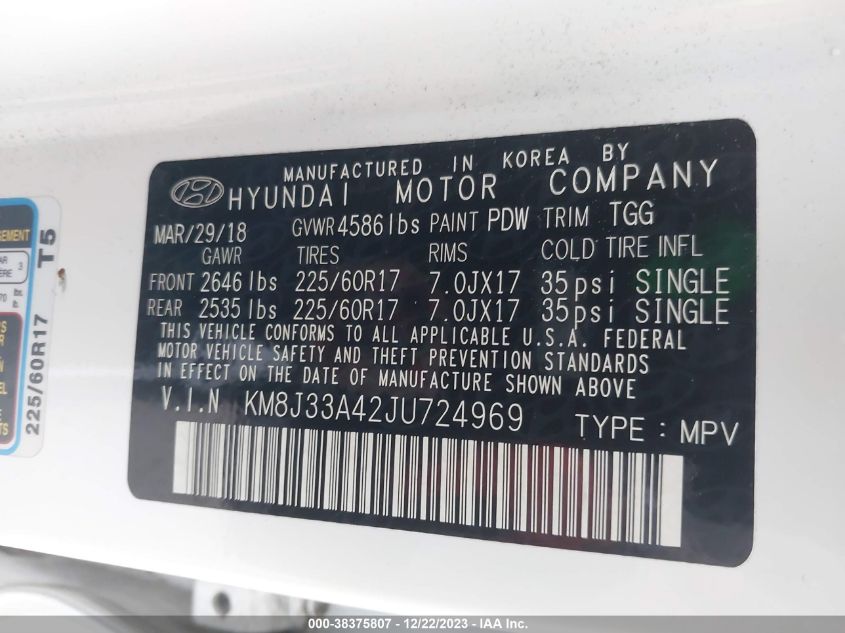 MANUFACTURED IN KOREA BY
HYUNDAI MOTOR COMPANY
MAR/29/18 GVWR 4586 lbs PAINT PDW TRIM TGG
GAWR TIRES RIMS COLD TIRE INFL
FRONT 2646 lbs 225/60R17 7.0JX17 35psi SINGLE
REAR 2535 lbs 225/60R17 7.0JX17 35psi SINGLE
THIS VEHICLE CONFORMS TO ALL APPLICABLE U.S.A. FEDERAL
MOTOR VEHICLE SAFETY AND THEFT PREVENTION STANDARDS
IN EFFECT ON THE DATE OF MANUFACTURE SHOWN ABOVE.
V.I.N KM8J33A42JU724969 TYPE : MPV
225/60R17 T5
3
lbs.
lb.
000-38375807 - 12/22/2023 - IAA Inc.